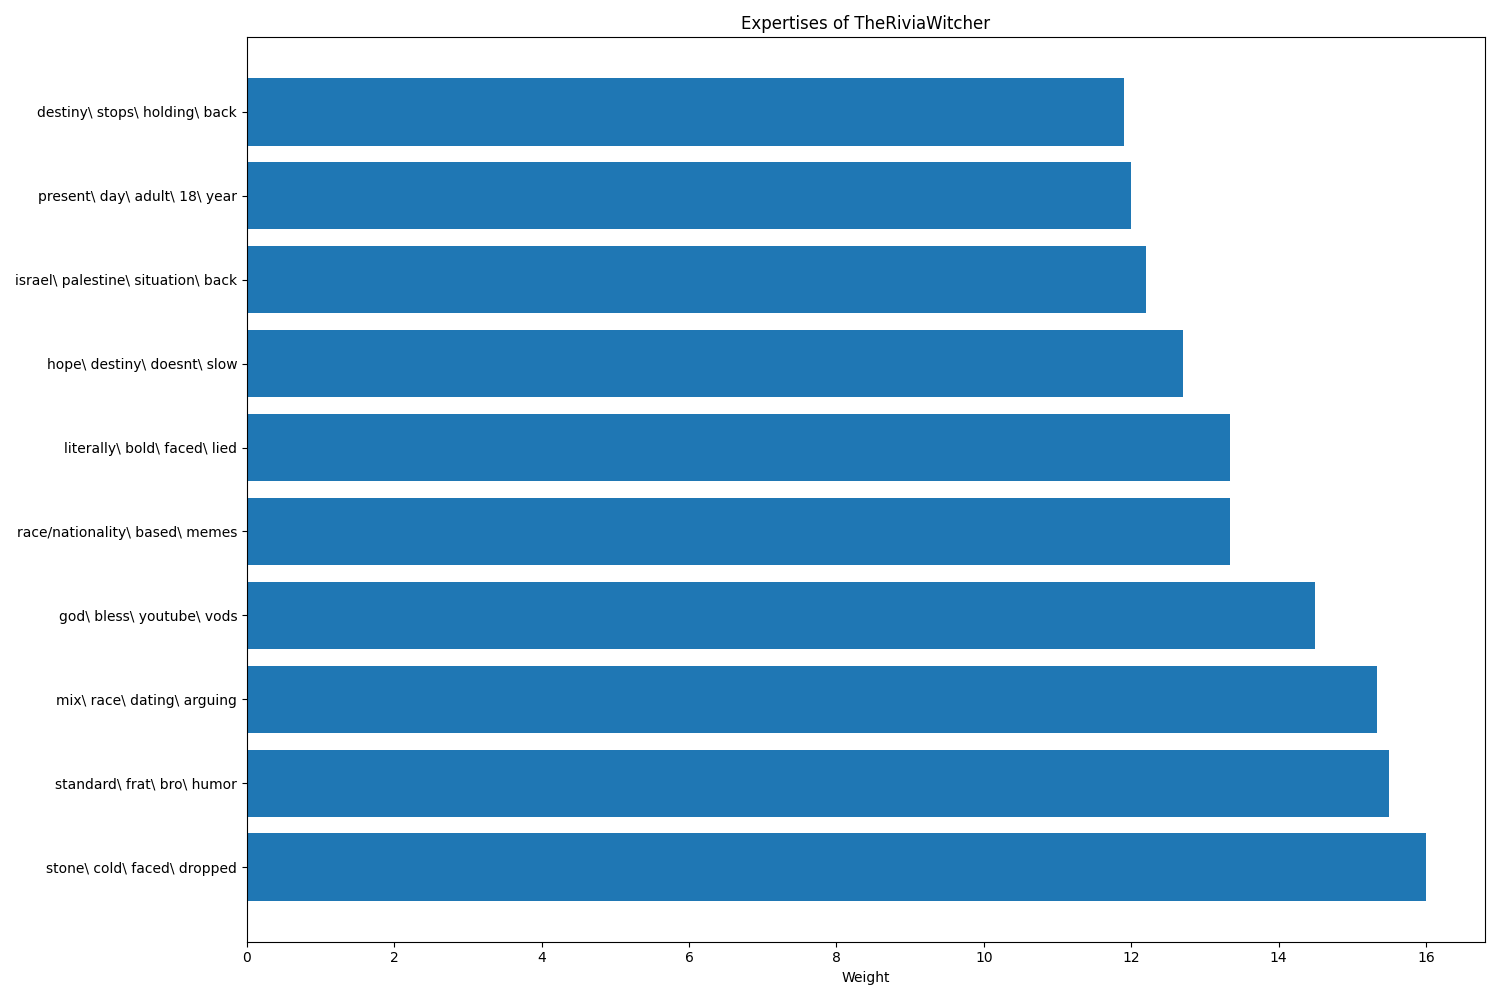 Expertises of TheRiviaWitcher
destiny\ stops\ holding\ back
present\ day\ adult\ 18\ year
israel\ palestine\ situation\ back
hope\ destiny\ doesnt\ slow
literally\ bold\ faced\ lied
race/nationality\ based\ memes
god\ bless\ youtube\ vods
mix\ race\ dating\ arguing
standard\ frat\ bro\ humor
stone\ cold\ faced\ dropped
0 2 4 6 8 10 12 14 16
Weight